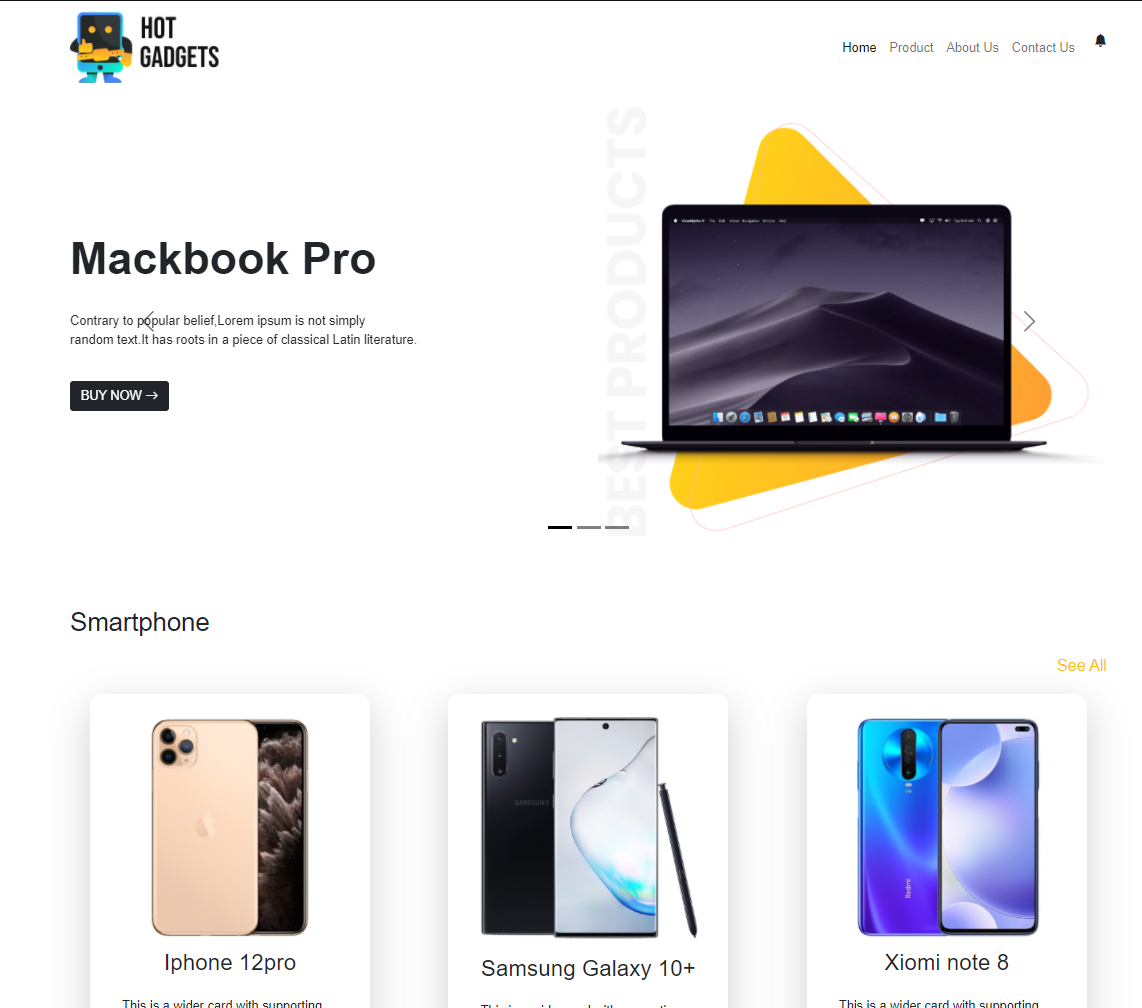 HOT
GADGETS
Home Product About Us Contact Us
BEST PRODUCTS
Mackbook Pro
Contrary to popular belief,Lorem ipsum is not simply
random text.It has roots in a piece of classical Latin literature.
BUY NOW →
Smartphone
See All
SAMSUNG
Redmi
Iphone 12pro
Samsung Galaxy 10+
Xiomi note 8
This is a wider card with supporting
This is a wider card with supporting